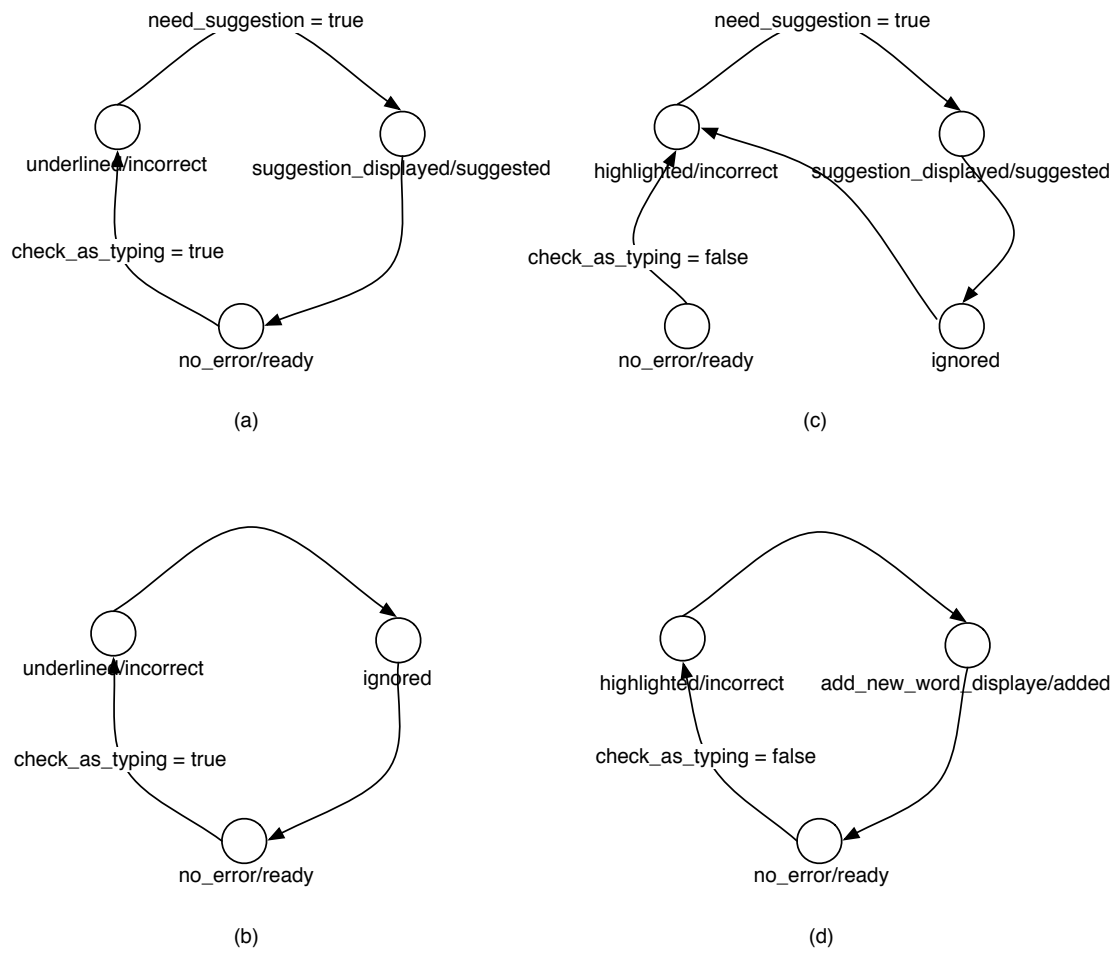 need_suggestion = true
underlined/incorrect
suggestion_displayed/suggested
check_as_typing = true
no_error/ready
(a)
need_suggestion = true
highlighted/incorrect
suggestion_displayed/suggested
check_as_typing = false
no_error/ready
ignored
(c)
underlined/incorrect
ignored
check_as_typing = true
no_error/ready
(b)
highlighted/incorrect
add_new_word_displaye/added
check_as_typing = false
no_error/ready
(d)